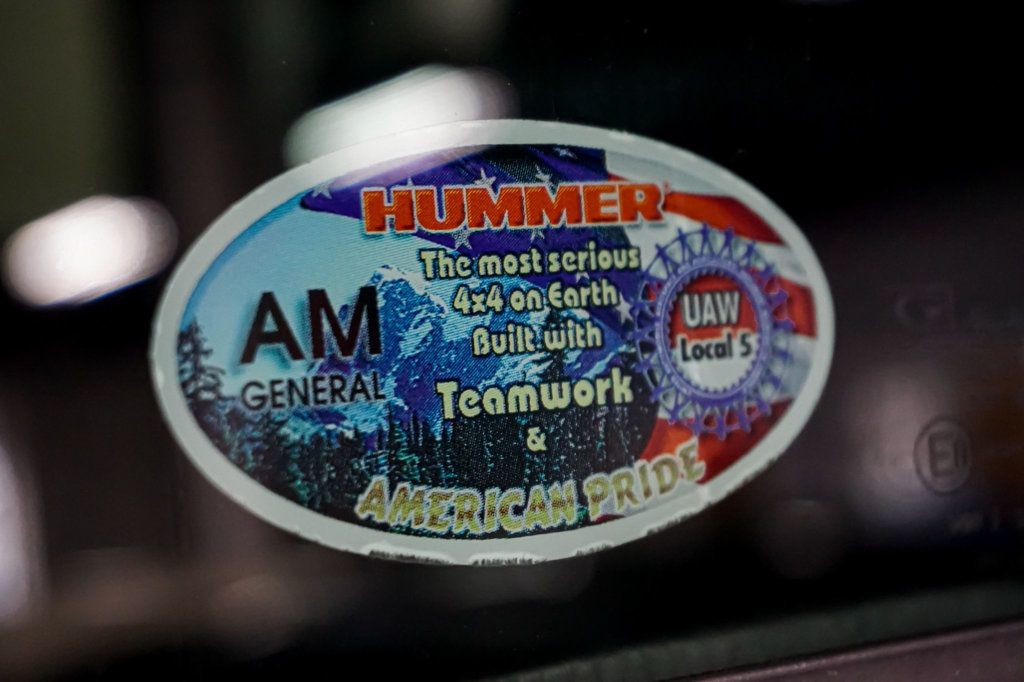 HUMMER
The most serious
4x4 on Earth
Built with
Teamwork
&
AMERICAN PRIDE
AM
GENERAL
UAW
Local 5